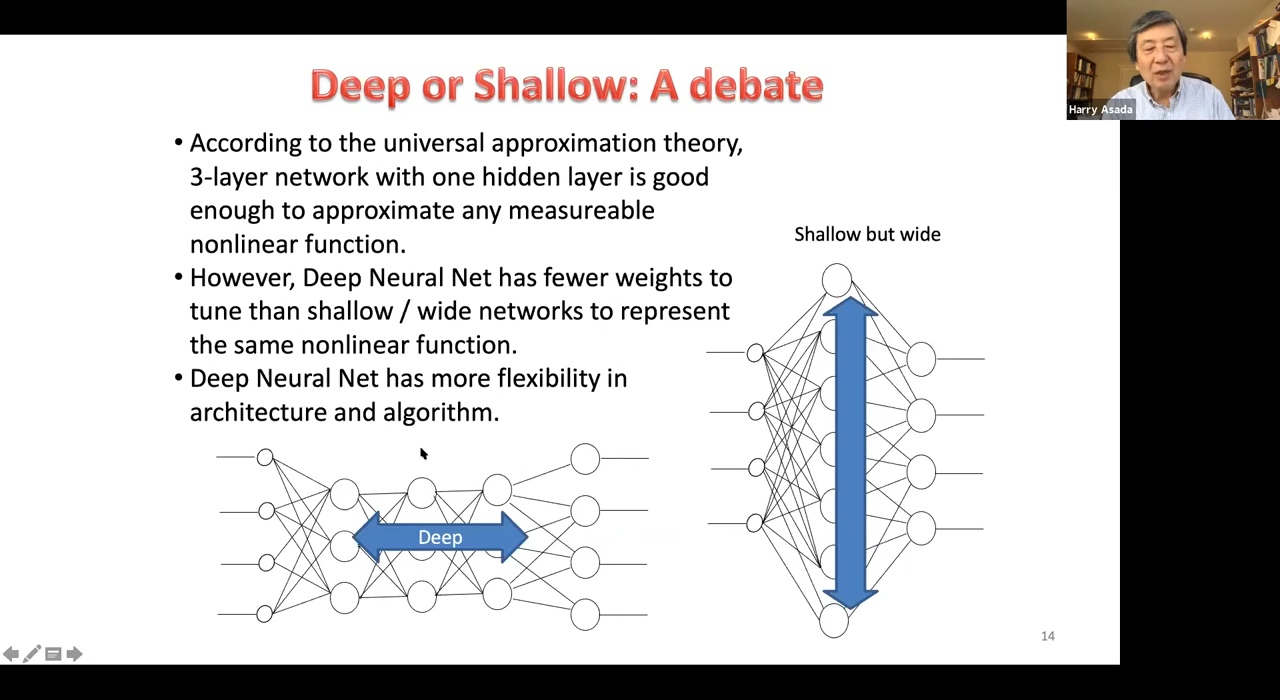 Deep or Shallow: A debate
Harry Asada
• According to the universal approximation theory,
3-layer network with one hidden layer is good
enough to approximate any measureable
nonlinear function.
• However, Deep Neural Net has fewer weights to
tune than shallow / wide networks to represent
the same nonlinear function.
• Deep Neural Net has more flexibility in
architecture and algorithm.
Shallow but wide
Deep
14